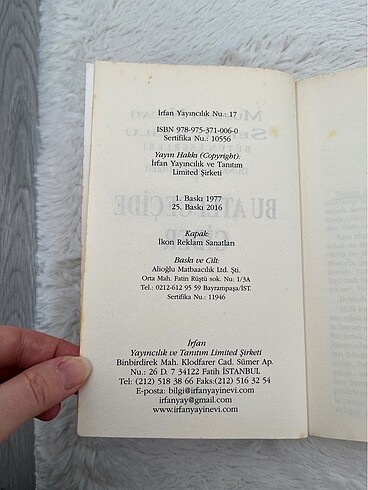 İrfan Yayıncılık Nu.: 17
ISBN 978-975-371-006-0
Sertifika Nu.: 10556
Yayın Hakkı (Copyright):
İrfan Yayıncılık ve Tanıtım
Limited Şirketi
1. Baskı 1977
25. Baskı 2016
Kapak:
İkon Reklam Sanatları
Baskı ve Cilt:
Alioğlu Matbaacılık Ltd. Şti.
Orta Mah. Fatin Rüştü sok. Nu: 1/3A
Tel.: 0212-612 95 59 Bayrampaşa/İST.
Sertifika Nu.: 11946
İrfan
Yayıncılık ve Tanıtım Limited Şirketi
Binbirdirek Mah. Klodfarer Cad. Sümer Ap.
Nu.: 26 D. 7 34122 Fatih İSTANBUL
Tel: (212) 518 38 66 Faks:(212) 516 32 54
E-posta: bilgi@irfanyayinevi.com
irfanyay@gmail.com
www.irfanyayinevi.com